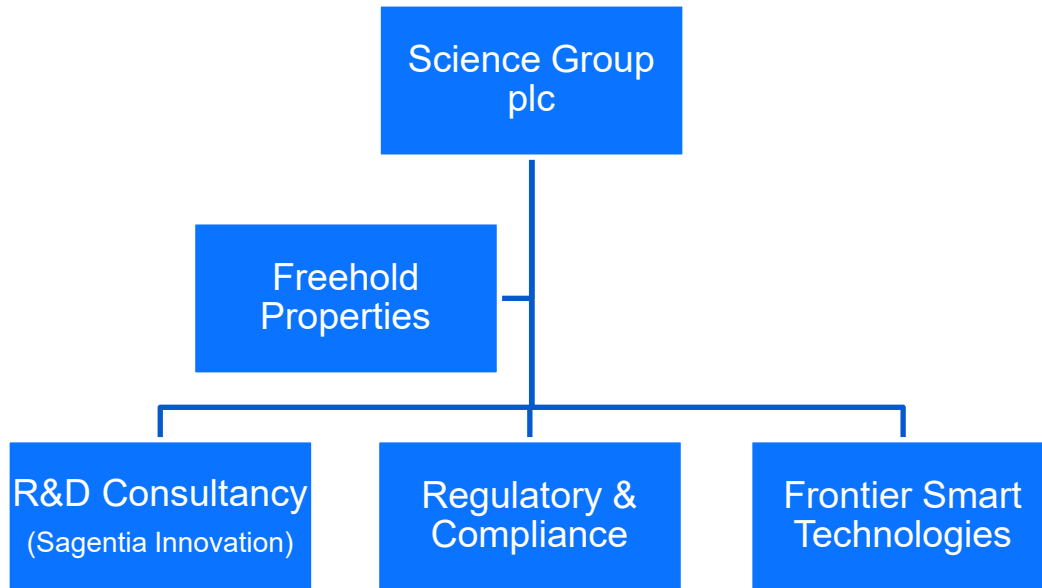 Science Group
plc
Freehold
Properties
R&D Consultancy
(Sagentia Innovation)
Regulatory &
Compliance
Frontier Smart
Technologies